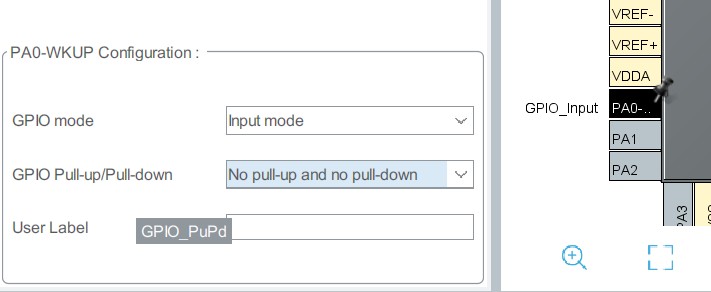 PA0-WKUP Configuration :
GPIO mode
Input mode
GPIO Pull-up/Pull-down
No pull-up and no pull-down
User Label
GPIO_PuPd
VREF-
VREF+
VDDA
GPIO_Input
PA0-..
PA1
PA2
PA3